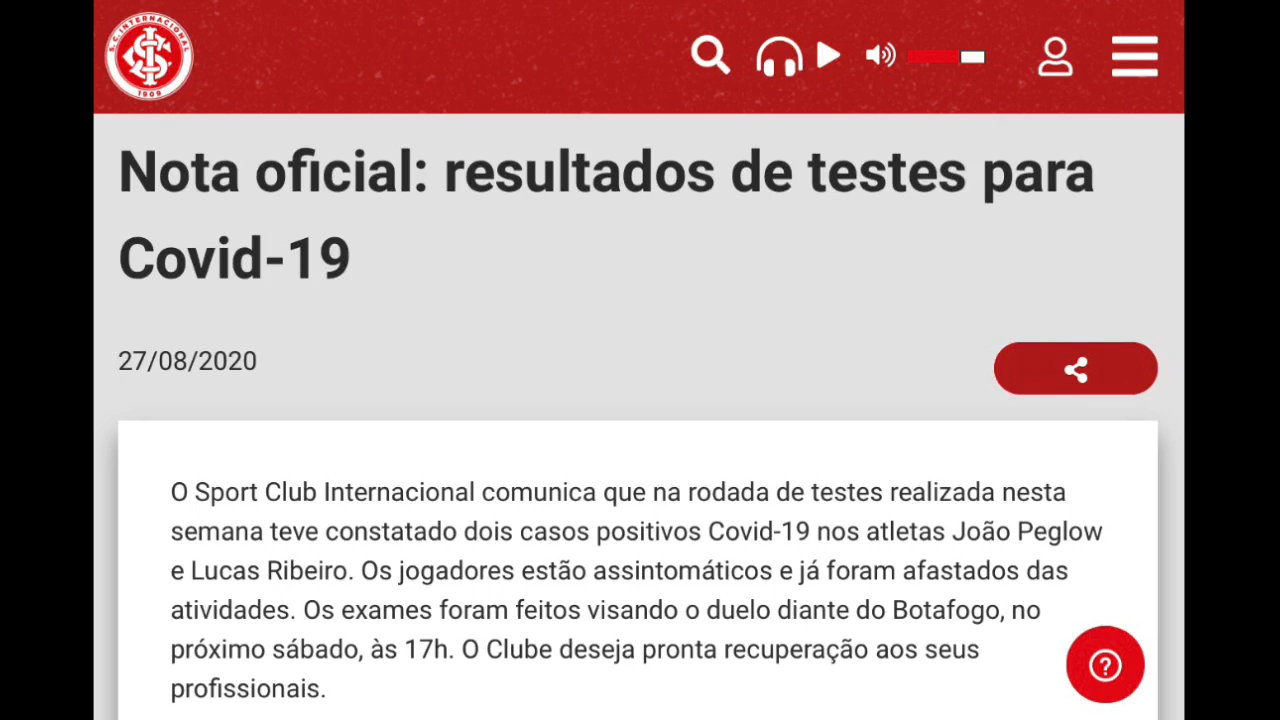 S.C. INTERNACIONAL
1909
Nota oficial: resultados de testes para
Covid-19
27/08/2020
O Sport Club Internacional comunica que na rodada de testes realizada nesta
semana teve constatado dois casos positivos Covid-19 nos atletas João Peglow
e Lucas Ribeiro. Os jogadores estão assintomáticos e já foram afastados das
atividades. Os exames foram feitos visando o duelo diante do Botafogo, no
próximo sábado, às 17h. O Clube deseja pronta recuperação aos seus
profissionais.